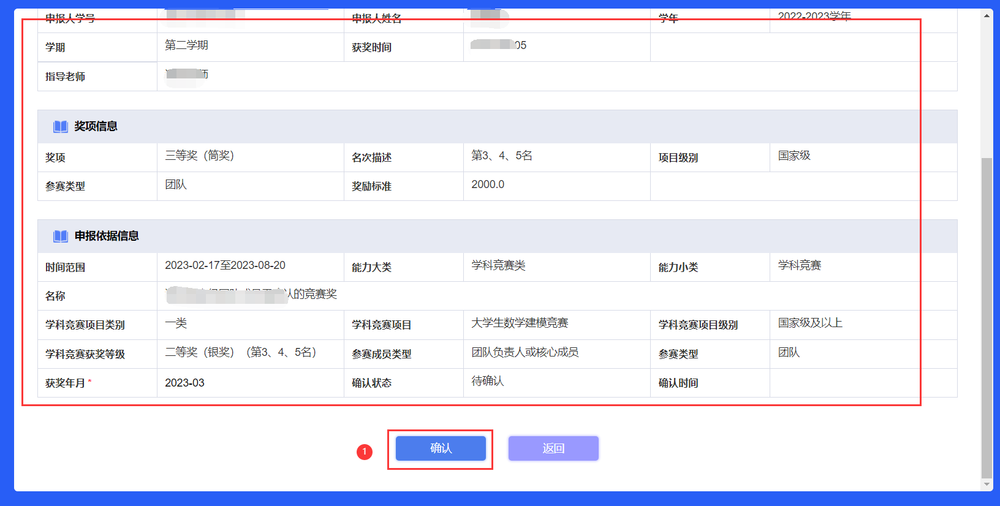 申报人学号 申报人姓名 学年 2022-2023学年
学期 第二学期 获奖时间 05
指导老师 师
奖项信息
奖项 三等奖（筒奖） 名次描述 第3、4、5名 项目级别 国家级
参赛类型 团队 奖励标准 2000.0
申报依据信息
时间范围 2023-02-17至2023-08-20 能力大类 学科竞赛类 能力小类 学科竞赛
名称 认的竞赛奖
学科竞赛项目类别 一类 学科竞赛项目 大学生数学建模竞赛 学科竞赛项目级别 国家级及以上
学科竞赛获奖等级 二等奖（银奖）（第3、4、5名） 参赛成员类型 团队负责人或核心成员 参赛类型 团队
获奖年月 * 2023-03 确认状态 待确认 确认时间
1 确认 返回